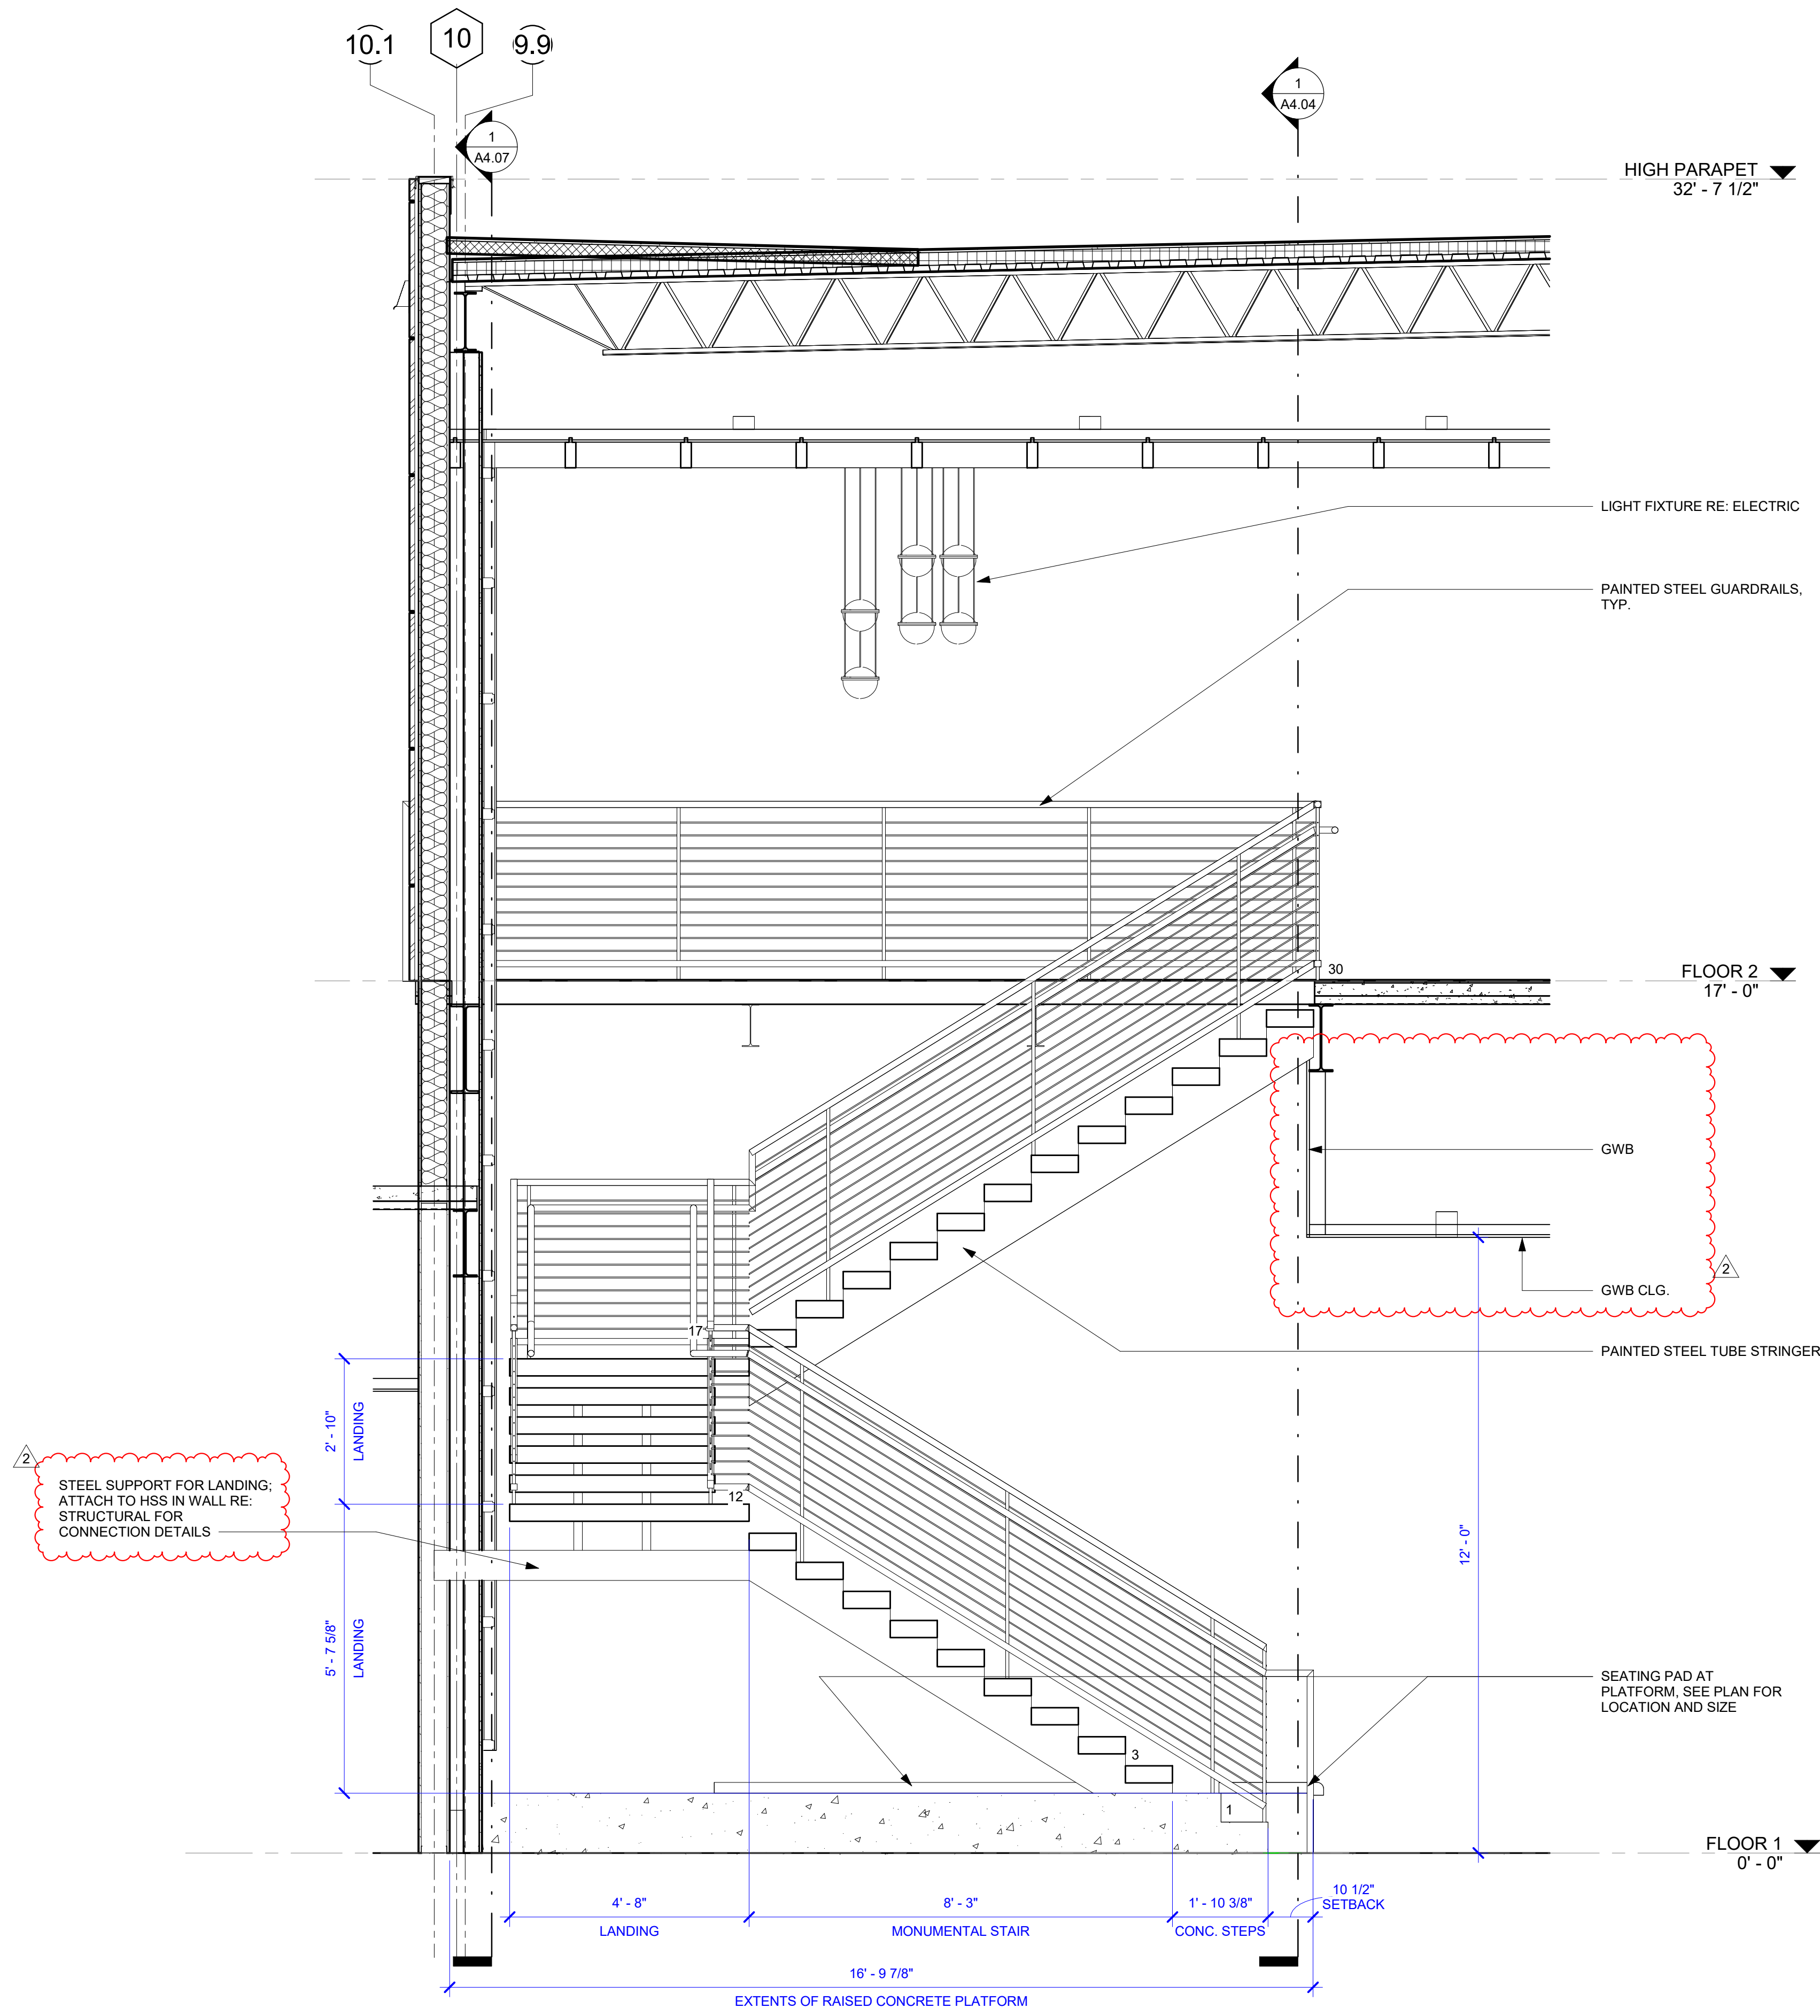 10.1
10
9.9
1
A4.04
1
A4.07
HIGH PARAPET
32' - 7 1/2"
LIGHT FIXTURE RE: ELECTRIC
PAINTED STEEL GUARDRAILS,
TYP.
30
FLOOR 2
17' - 0"
GWB
2
GWB CLG.
17
PAINTED STEEL TUBE STRINGER
2' - 10"
LANDING
2
STEEL SUPPORT FOR LANDING;
ATTACH TO HSS IN WALL RE:
STRUCTURAL FOR
CONNECTION DETAILS
12
12' - 0"
5' - 7 5/8"
LANDING
SEATING PAD AT
PLATFORM, SEE PLAN FOR
LOCATION AND SIZE
3
1
FLOOR 1
0' - 0"
4' - 8"
8' - 3"
1' - 10 3/8"
10 1/2"
SETBACK
LANDING
MONUMENTAL STAIR
CONC. STEPS
16' - 9 7/8"
EXTENTS OF RAISED CONCRETE PLATFORM